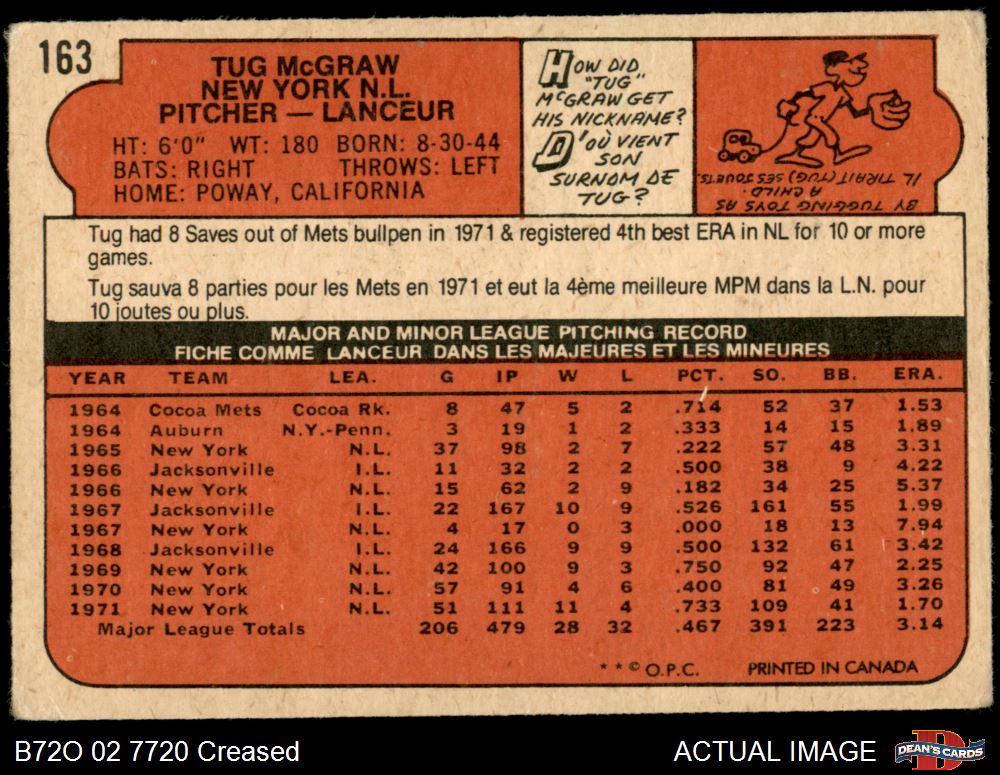 163
TUG McGRAW
NEW YORK N.L.
PITCHER — LANCEUR
HT: 6'0" WT: 180 BORN: 8-30-44
BATS: RIGHT THROWS: LEFT
HOME: POWAY, CALIFORNIA
HOW DID
"TUG"
McGRAW GET
HIS NICKNAME?
D'OÙ VIENT
SON
SURNOM DE
TUG?
BY TUGGING TOYS AS
A CHILD.
IL TIRAIT (TUG) SES JOUETS.
Tug had 8 Saves out of Mets bullpen in 1971 & registered 4th best ERA in NL for 10 or more
games.
Tug sauva 8 parties pour les Mets en 1971 et eut la 4ème meilleure MPM dans la L.N. pour
10 joutes ou plus.
MAJOR AND MINOR LEAGUE PITCHING RECORD
FICHE COMME LANCEUR DANS LES MAJEURES ET LES MINEURES
YEAR TEAM LEA. G IP W L PCT. SO. BB. ERA.
1964 Cocoa Mets Cocoa Rk. 8 47 5 2 .714 52 37 1.53
1964 Auburn N.Y.-Penn. 3 19 1 2 .333 14 15 1.89
1965 New York N.L. 37 98 2 7 .222 57 48 3.31
1966 Jacksonville I.L. 11 32 2 2 .500 38 9 4.22
1966 New York N.L. 15 62 2 9 .182 34 25 5.37
1967 Jacksonville I.L. 22 167 10 9 .526 161 55 1.99
1967 New York N.L. 4 17 0 3 .000 18 13 7.94
1968 Jacksonville I.L. 24 166 9 9 .500 132 61 3.42
1969 New York N.L. 42 100 9 3 .750 92 47 2.25
1970 New York N.L. 57 91 4 6 .400 81 49 3.26
1971 New York N.L. 51 111 11 4 .733 109 41 1.70
Major League Totals 206 479 28 32 .467 391 223 3.14
* * © O.P.C. PRINTED IN CANADA
B72O 02 7720 Creased
ACTUAL IMAGE
D
DEAN'S CARDS